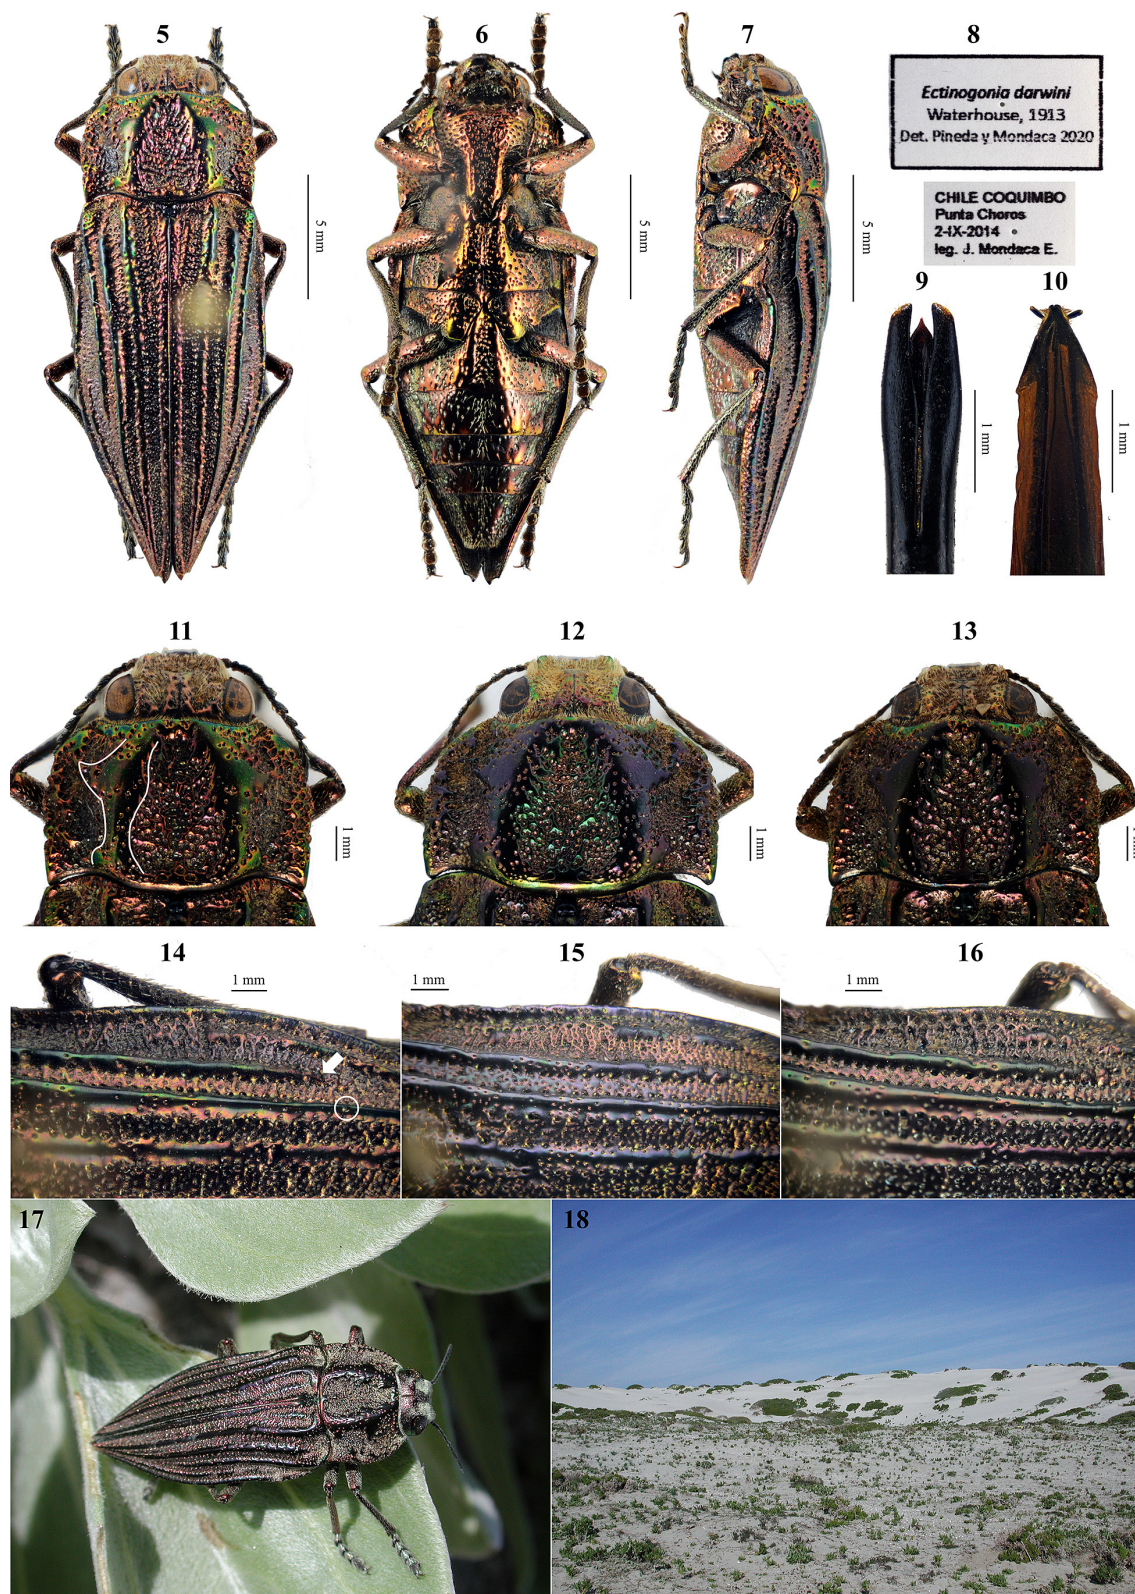 5
6
7
8
Ectinogonia darwini
Waterhouse, 1913
Det. Pineda y Mondaca 2020
CHILE COQUIMBO
Punta Choros
2-IX-2014
leg. J. Mondaca E.
5 mm
5 mm
5 mm
9
10
1 mm
1 mm
11
12
13
1 mm
1 mm
1
14
15
16
1 mm
1 mm
1 mm
17
18